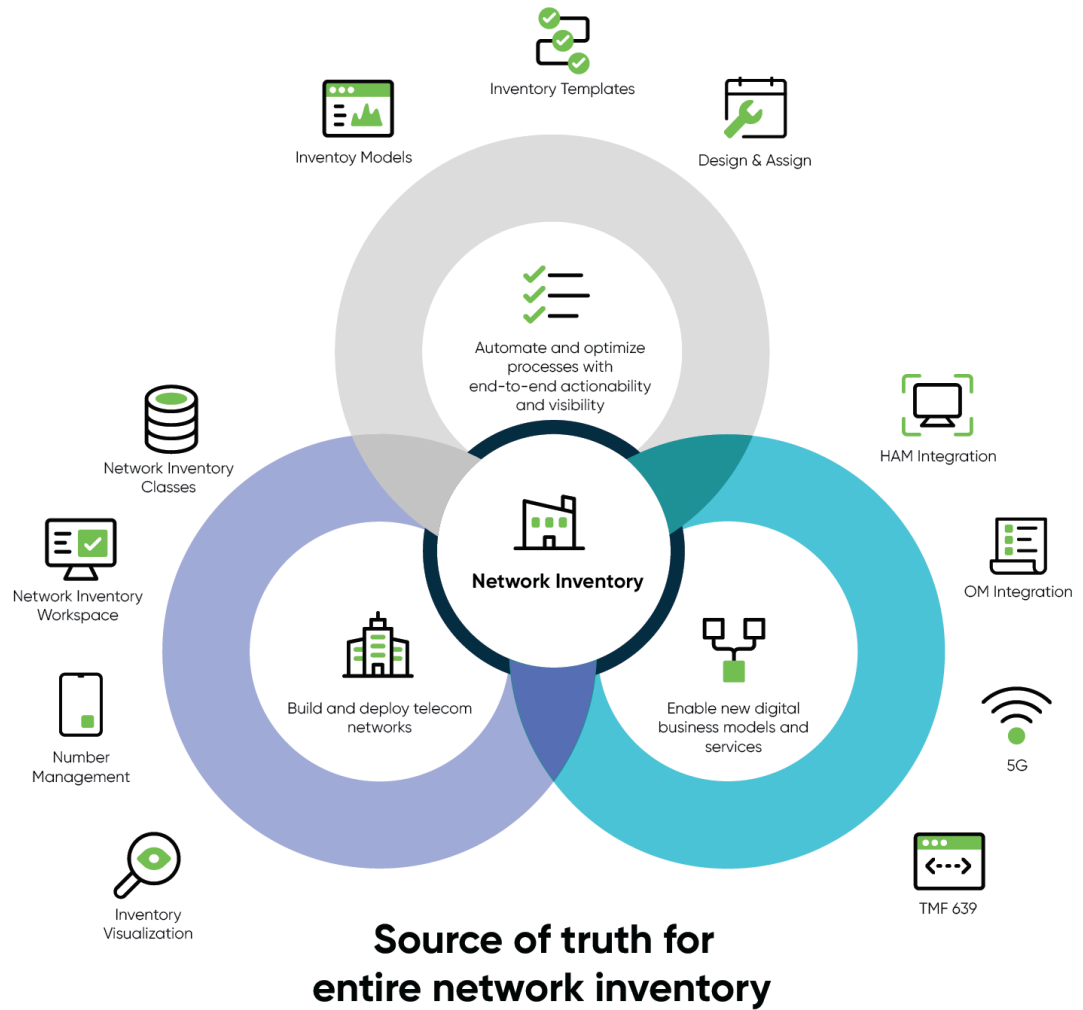 Inventory Templates
Inventoy Models
Design & Assign
Automate and optimize
processes with
end-to-end actionability
and visibility
Network Inventory
Classes
HAM Integration
Network Inventory
Network Inventory
Workspace
OM Integration
Build and deploy telecom
networks
Enable new digital
business models and
services
Number
Management
5G
Inventory
Visualization
TMF 639
Source of truth for
entire network inventory